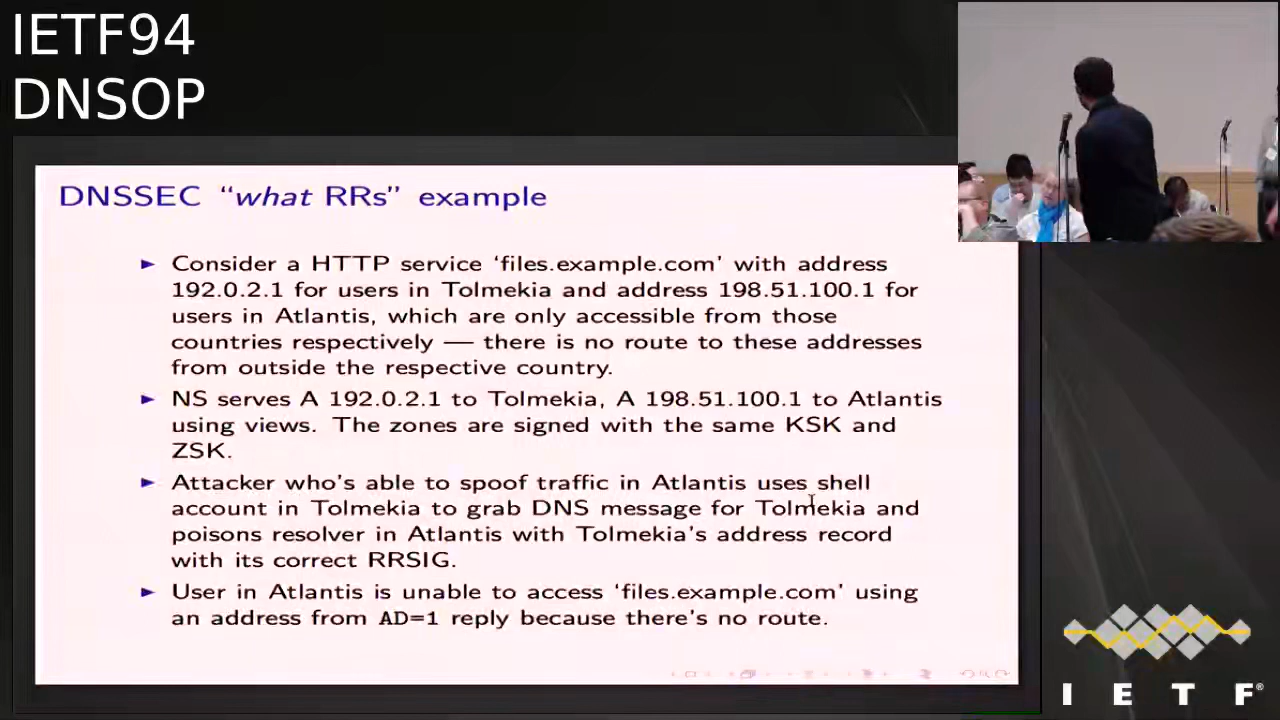 IETF94
DNSOP
DNSSEC “what RRs” example
► Consider a HTTP service ‘files.example.com’ with address
192.0.2.1 for users in Tolmekia and address 198.51.100.1 for
users in Atlantis, which are only accessible from those
countries respectively — there is no route to these addresses
from outside the respective country.
► NS serves A 192.0.2.1 to Tolmekia, A 198.51.100.1 to Atlantis
using views. The zones are signed with the same KSK and
ZSK.
► Attacker who’s able to spoof traffic in Atlantis uses shell
account in Tolmekia to grab DNS message for Tolmekia and
poisons resolver in Atlantis with Tolmekia’s address record
with its correct RRSIG.
► User in Atlantis is unable to access ‘files.example.com’ using
an address from AD=1 reply because there’s no route.
I E T F®